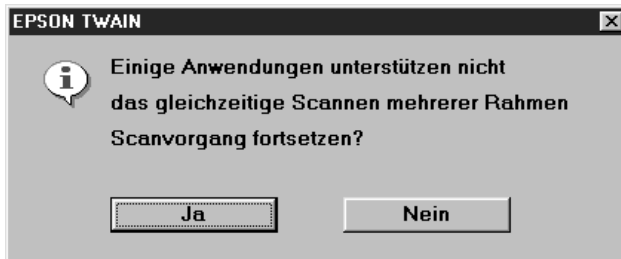 EPSON TWAIN
Einige Anwendungen unterstützen nicht
das gleichzeitige Scannen mehrerer Rahmen
Scanvorgang fortsetzen?
Ja Nein